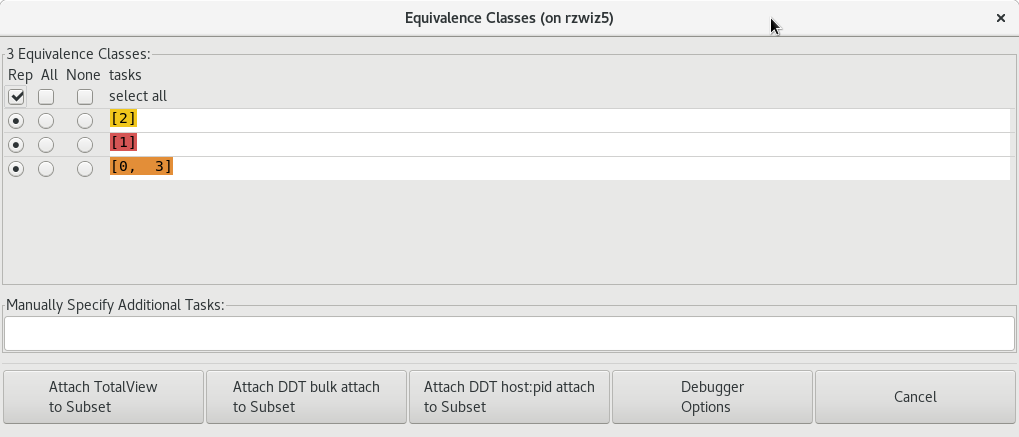 Equivalence Classes (on rzwiz5)
3 Equivalence Classes:
Rep All None tasks
select all
[2]
[1]
[0,  3]
Manually Specify Additional Tasks:
Attach TotalView
to Subset
Attach DDT bulk attach
to Subset
Attach DDT host:pid attach
to Subset
Debugger
Options
Cancel